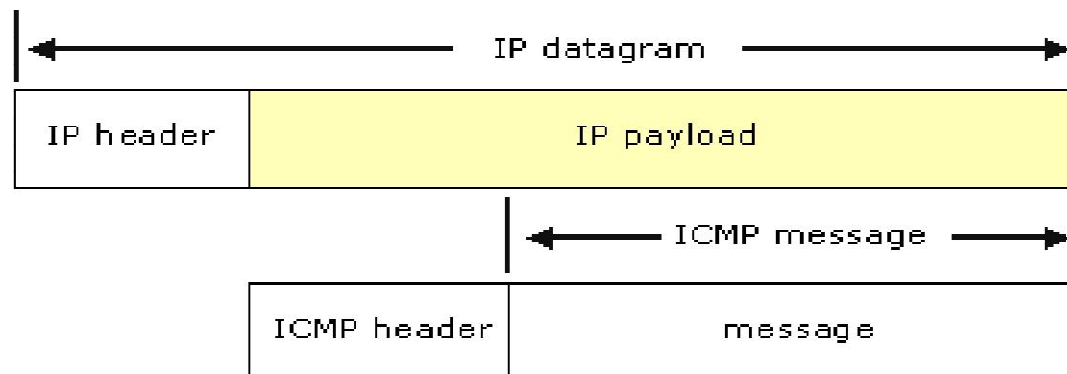 IP datagram
IP header IP payload
ICMP message
ICMP header message